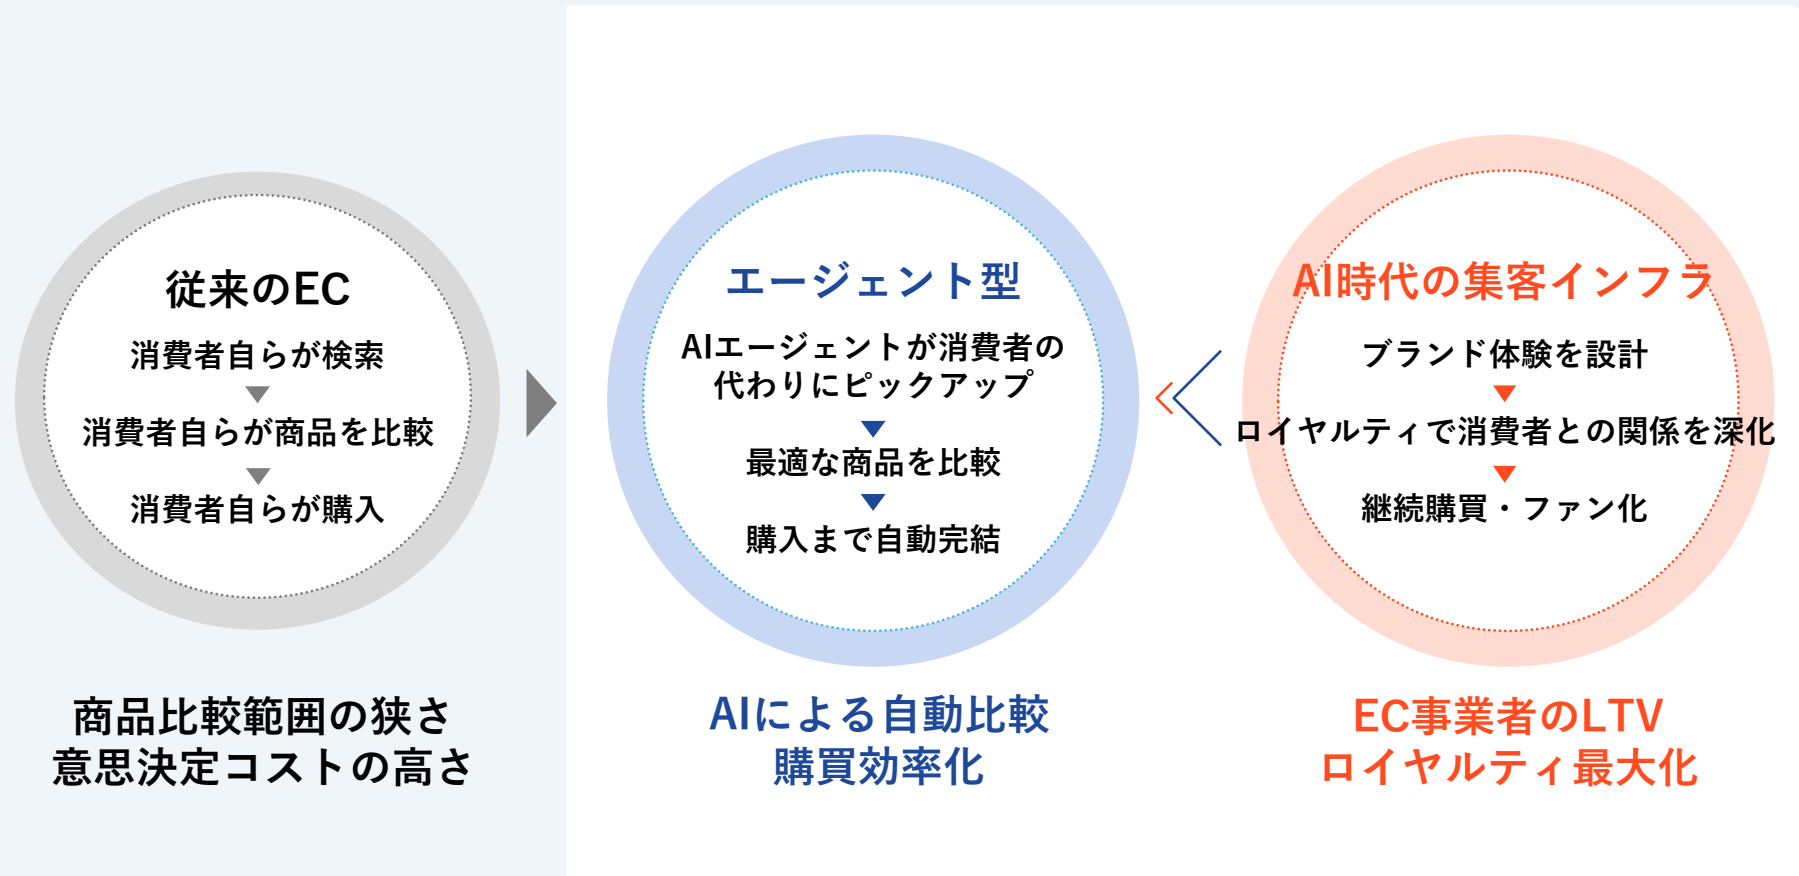 従来のEC
消費者自らが検索
消費者自らが商品を比較
消費者自らが購入
商品比較範囲の狭さ
意思決定コストの高さ
エージェント型
AIエージェントが消費者の
代わりにピックアップ
最適な商品を比較
購入まで自動完結
AIによる自動比較
購買効率化
AI時代の集客インフラ
ブランド体験を設計
ロイヤルティで消費者との関係を深化
継続購買・ファン化
EC事業者のLTV
ロイヤルティ最大化